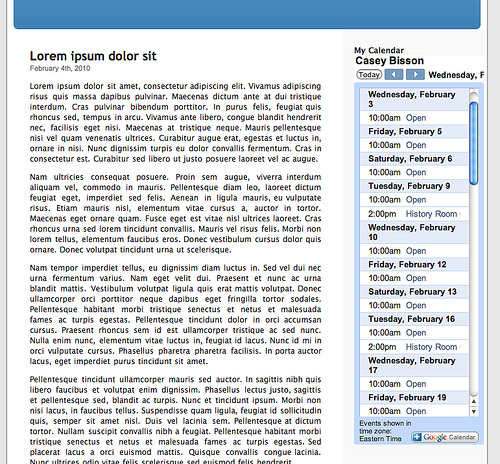 Lorem ipsum dolor sit
February 4th, 2010
Lorem ipsum dolor sit amet, consectetur adipiscing elit. Vivamus adipiscing
risus quis massa dapibus pulvinar. Maecenas dictum ante at dui tristique
interdum. Cras pulvinar bibendum porttitor. In purus felis, feugiat quis
rhoncus sed, tempus in arcu. Vivamus ante libero, congue blandit hendrerit
nec, facilisis eget nisi. Maecenas at tristique neque. Mauris pellentesque
nisi vel quam venenatis ultrices. Curabitur augue erat, egestas et luctus in,
ornare in nisi. Nunc dignissim turpis eu dolor convallis fermentum. Cras in
consectetur est. Curabitur sed libero ut justo posuere laoreet vel ac augue.
Nam ultricies consequat posuere. Proin sem augue, viverra interdum
aliquam vel, commodo in mauris. Pellentesque diam leo, laoreet dictum
feugiat eget, imperdiet sed felis. Aenean in ligula mauris, eu vulputate
risus. Etiam mauris nisi, elementum vitae cursus a, auctor in tortor.
Maecenas eget ornare quam. Fusce eget est vitae nisl ultrices laoreet. Cras
rhoncus urna sed lorem tincidunt convallis. Mauris vel risus felis. Morbi non
lorem tellus, elementum faucibus eros. Donec vestibulum cursus dolor quis
ornare. Donec volutpat tincidunt urna ut scelerisque.
Nam tempor imperdiet tellus, eu dignissim diam luctus in. Sed vel dui nec
urna fermentum varius. Nam eget velit dui. Praesent et nunc ac urna
blandit mattis. Vestibulum volutpat ligula quis erat mattis volutpat. Donec
ullamcorper orci porttitor neque dapibus eget fringilla tortor sodales.
Pellentesque habitant morbi tristique senectus et netus et malesuada
fames ac turpis egestas. Pellentesque tincidunt dolor in orci accumsan
cursus. Praesent rhoncus sem id est ullamcorper tristique ac sed nunc.
Nulla enim nunc, elementum vitae luctus in, feugiat id lacus. Nunc id mi in
orci vulputate cursus. Phasellus pharetra pharetra facilisis. In porta auctor
lacus, eget imperdiet purus tincidunt sit amet.
Pellentesque tincidunt ullamcorper mauris sed auctor. In sagittis nibh quis
libero faucibus et volutpat enim dignissim. Phasellus lectus justo, sagittis
et pellentesque sed, blandit ac turpis. Nunc et tincidunt ipsum. Morbi non
nisi lacus, in faucibus tellus. Suspendisse quam ligula, feugiat id sollicitudin
quis, semper sit amet nisl. Duis vel lacinia sem. Pellentesque at dictum
tortor. Nullam suscipit convallis nibh a feugiat. Pellentesque habitant morbi
tristique senectus et netus et malesuada fames ac turpis egestas. Sed
placerat lacus a orci euismod mattis. Quisque convallis congue lacinia.
Nunc ultrices odio vitae felis scelerisque sed euismod felis hendrerit.
My Calendar
Casey Bisson
Today Wednesday, F
Wednesday, February
3
10:00am Open
Friday, February 5
10:00am Open
Saturday, February 6
10:00am Open
Tuesday, February 9
10:00am Open
2:00pm History Room
Wednesday, February
10
10:00am Open
Friday, February 12
10:00am Open
Saturday, February 13
10:00am Open
Tuesday, February 16
10:00am Open
2:00pm History Room
Wednesday, February
17
10:00am Open
Friday, February 19
10:00am Open
Events shown in
time zone:
Eastern Time
Google Calendar